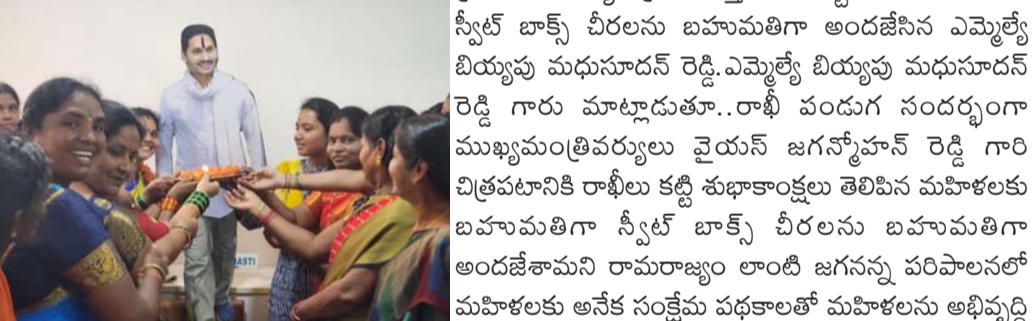 స్వీట్ బాక్స్ చీరలను బహుమతిగా అందజేసిన ఎమ్మెల్యే
బియ్యపు మధుసూదన్ రెడ్డి.ఎమ్మెల్యే బియ్యపు మధుసూదన్
రెడ్డి గారు మాట్లాడుతూ..రాఖీ పండుగ సందర్భంగా
ముఖ్యమంత్రివర్యులు వైయస్ జగన్మోహన్ రెడ్డి గారి
చిత్రపటానికి రాఖీలు కట్టి శుభాకాంక్షలు తెలిపిన మహిళలకు
బహుమతిగా స్వీట్ బాక్స్ చీరలను బహుమతిగా
అందజేశామని రామరాజ్యం లాంటి జగనన్న పరిపాలనలో
మహిళలకు అనేక సంక్షేమ పథకాలతో మహిళలను అభివృద్ధి